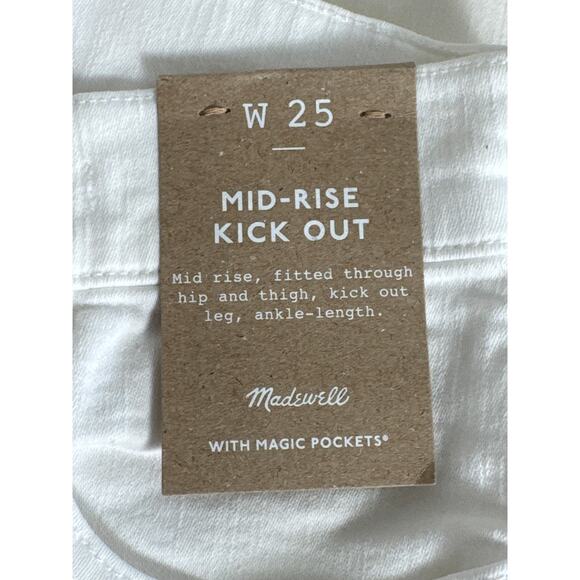 W 25
MID-RISE
KICK OUT
Mid rise, fitted through
hip and thigh, kick out
leg, ankle-length.
Madewell
WITH MAGIC POCKETS®